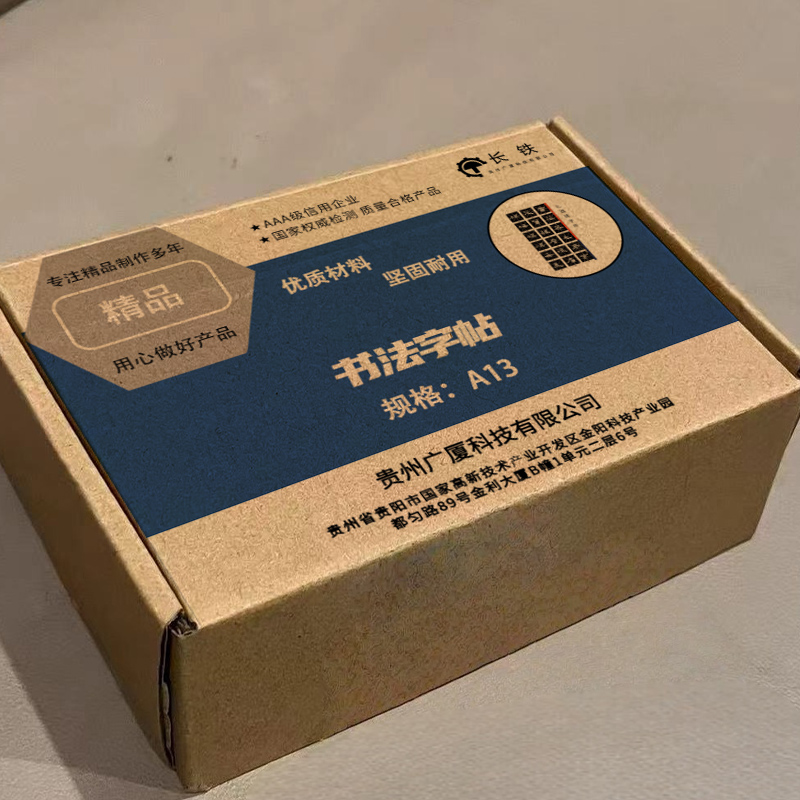 长铁
★AAA级信用企业
★国家权威检测 质量合格产品
专注精品制作多年
精品
用心做好产品
优质材料 坚固耐用
书法字帖
规格：A13
贵州广厦科技有限公司
贵州省贵阳市国家高新技术产业开发区金阳科技产业园
都匀路89号金利大厦B幢1单元二层6号